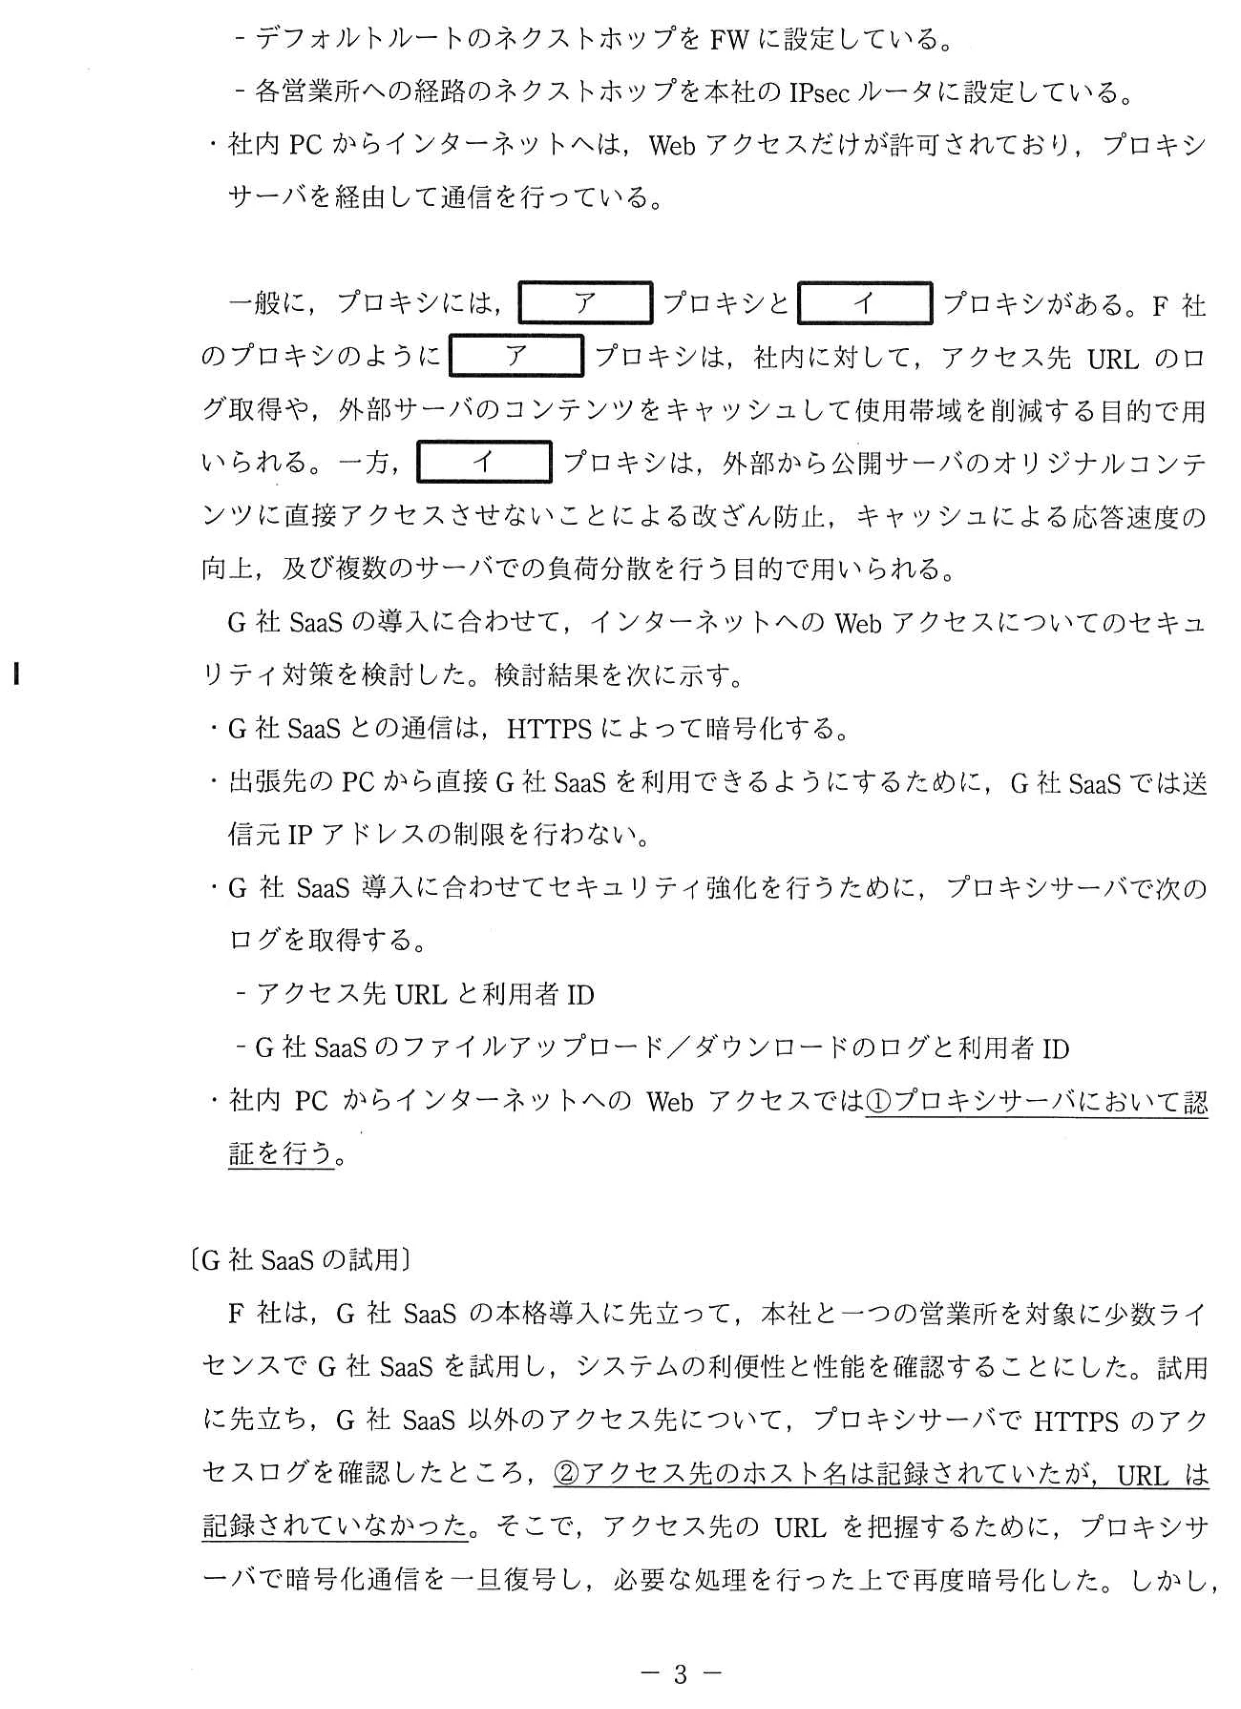 - デフォルトルートのネクストホップを FW に設定している。
- 各営業所への経路のネクストホップを本社の IPsec ルータに設定している。
・社内 PC からインターネットへは，Web アクセスだけが許可されており，プロキシ
サーバを経由して通信を行っている。
一般に，プロキシには， ア プロキシと イ プロキシがある。F 社
のプロキシのように ア プロキシは，社内に対して，アクセス先 URL のロ
グ取得や，外部サーバのコンテンツをキャッシュして使用帯域を削減する目的で用
いられる。一方， イ プロキシは，外部から公開サーバのオリジナルコンテ
ンツに直接アクセスさせないことによる改ざん防止，キャッシュによる応答速度の
向上，及び複数のサーバでの負荷分散を行う目的で用いられる。
G 社 SaaS の導入に合わせて，インターネットへの Web アクセスについてのセキュ
リティ対策を検討した。検討結果を次に示す。
・G 社 SaaS との通信は，HTTPS によって暗号化する。
・出張先の PC から直接 G 社 SaaS を利用できるようにするために，G 社 SaaS では送
信元 IP アドレスの制限を行わない。
・G 社 SaaS 導入に合わせてセキュリティ強化を行うために，プロキシサーバで次の
ログを取得する。
- アクセス先 URL と利用者 ID
- G 社 SaaS のファイルアップロード／ダウンロードのログと利用者 ID
・社内 PC からインターネットへの Web アクセスでは①プロキシサーバにおいて認
証を行う。
〔G 社 SaaS の試用〕
F 社は，G 社 SaaS の本格導入に先立って，本社と一つの営業所を対象に少数ライ
センスで G 社 SaaS を試用し，システムの利便性と性能を確認することにした。試用
に先立ち，G 社 SaaS 以外のアクセス先について，プロキシサーバで HTTPS のアク
セスログを確認したところ，②アクセス先のホスト名は記録されていたが，URL は
記録されていなかった。そこで，アクセス先の URL を把握するために，プロキシサ
ーバで暗号化通信を一旦復号し，必要な処理を行った上で再度暗号化した。しかし，
－ 3 －